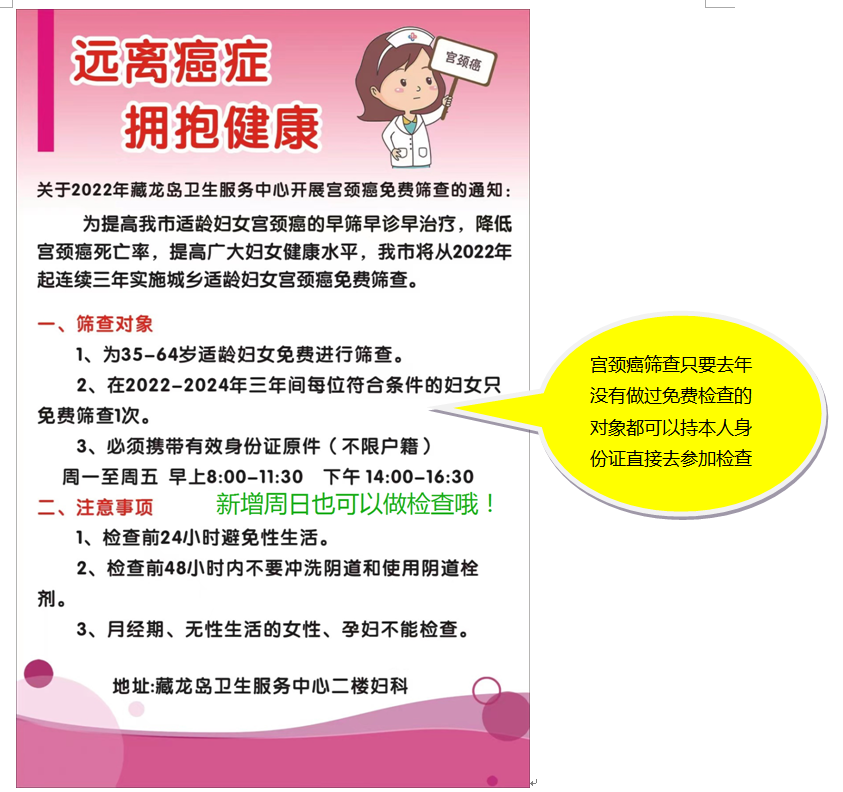 远离癌症
拥抱健康
宫颈癌
关于2022年藏龙岛卫生服务中心开展宫颈癌免费筛查的通知：
为提高我市适龄妇女宫颈癌的早筛早诊早治疗，降低
宫颈癌死亡率，提高广大妇女健康水平，我市将从2022年
起连续三年实施城乡适龄妇女宫颈癌免费筛查。
一、筛查对象
1、为35-64岁适龄妇女免费进行筛查。
2、在2022-2024年三年间每位符合条件的妇女只
免费筛查1次。
3、必须携带有效身份证原件（不限户籍）
周一至周五 早上8:00-11:30 下午14:00-16:30
二、注意事项 新增周日也可以做检查哦！
1、检查前24小时避免性生活。
2、检查前48小时内不要冲洗阴道和使用阴道栓
剂。
3、月经期、无性生活的女性、孕妇不能检查。
地址:藏龙岛卫生服务中心二楼妇科
宫颈癌筛查只要去年
没有做过免费检查的
对象都可以持本人身
份证直接去参加检查